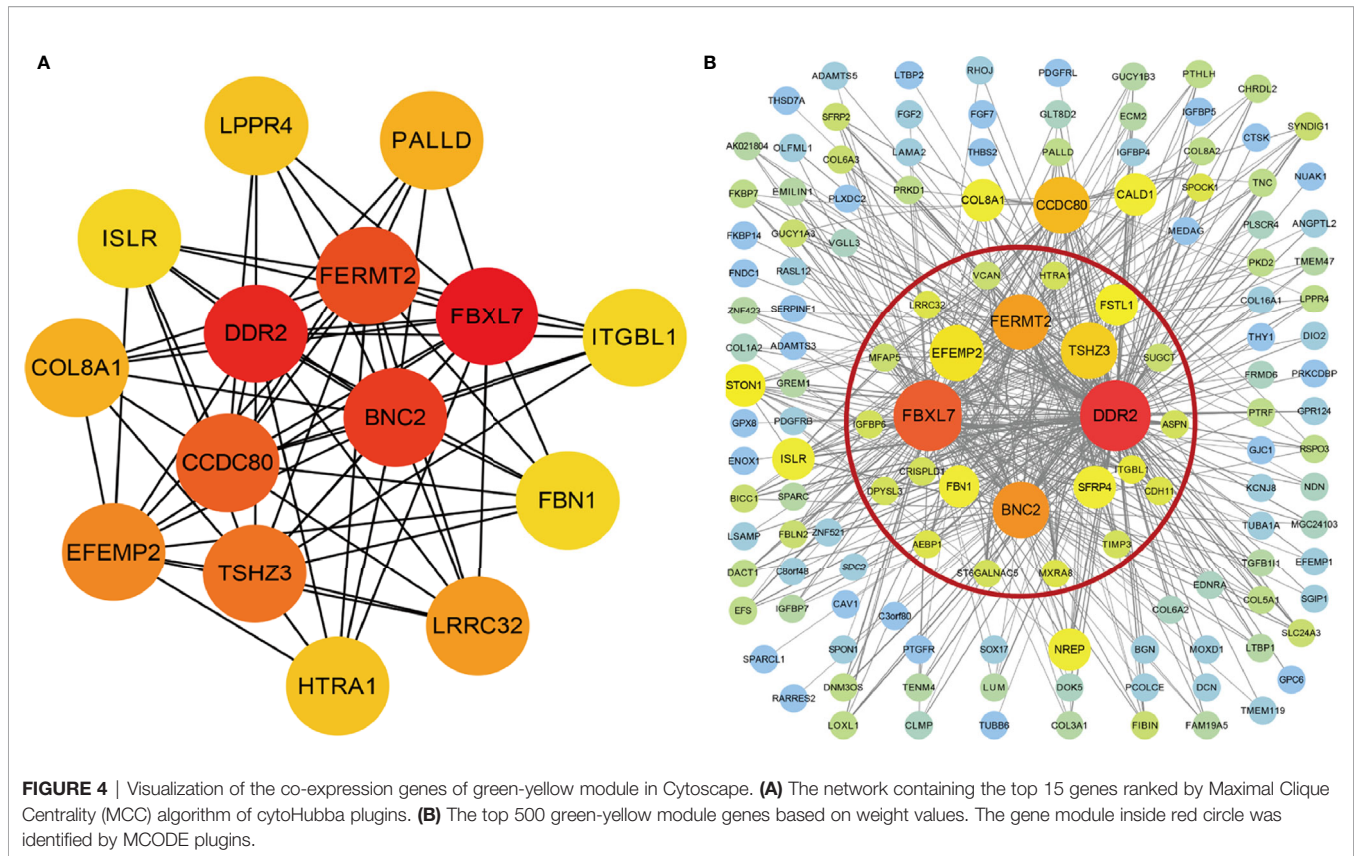 A
LPPR4
PALLD
ISLR
FERMT2
FBXL7
DDR2
ITGBL1
COL8A1
BNC2
CCDC80
FBN1
EFEMP2
TSHZ3
LRRC32
HTRA1
B
ADAMTS5
LTBP2
RHOJ
PDGFRL
GUCY1B3
PTHLH
CHRDL2
THSD7A
SFRP2
FGF2
FGF7
GLT8D2
ECM2
IGFBP5
CTSK
SYNDIG1
AK021804
OLFML1
COL6A3
LAMA2
THBS2
PALLD
IGFBP4
COL8A2
NUAK1
FKBP7
EMILIN1
PLXDC2
PRKD1
COL8A1
CCDC80
CALD1
SPOCK1
TNC
FKBP14
GUCY1A3
VGLL3
MEDAG
PLSCR4
ANGPTL2
FNDC1
RASL12
VCAN
HTRA1
PKD2
TMEM47
ZNF423
SERPINF1
LRRC32
FERMT2
FSTL1
COL16A1
LPPR4
COL1A2
ADAMTS3
MFAP5
EFEMP2
TSHZ3
SUGCT
THY1
DIO2
STON1
GREM1
FRMD6
PRKCDBP
GPX8
PDGFRB
IGFBP6
FBXL7
DDR2
ASPN
PTRF
GPR124
ENOX1
ISLR
CRISPLD1
ITGBL1
GJC1
RSPO3
BICC1
SPARC
DPYSL3
FBN1
SFRP4
CDH11
KCNJ8
NDN
LSAMP
FBLN2
ZNF521
AEBP1
BNC2
TIMP3
TUBA1A
MGC24103
DACT1
C8orf48
SDC2
ST6GALNAC5
MXRA8
TGFB1I1
EFEMP1
EFS
IGFBP7
CAV1
C3orf80
EDNRA
COL6A2
COL5A1
SGIP1
SLC24A3
SPARCL1
SPON1
PTGFR
SOX17
NREP
BGN
MOXD1
LTBP1
GPC6
RARRES2
DNM3OS
TENM4
LUM
DOK5
PCOLCE
DCN
TMEM119
LOXL1
CLMP
TUBB6
COL3A1
FIBIN
FAM19A5
FIGURE 4 | Visualization of the co-expression genes of green-yellow module in Cytoscape. (A) The network containing the top 15 genes ranked by Maximal Clique
Centrality (MCC) algorithm of cytoHubba plugins. (B) The top 500 green-yellow module genes based on weight values. The gene module inside red circle was
identified by MCODE plugins.